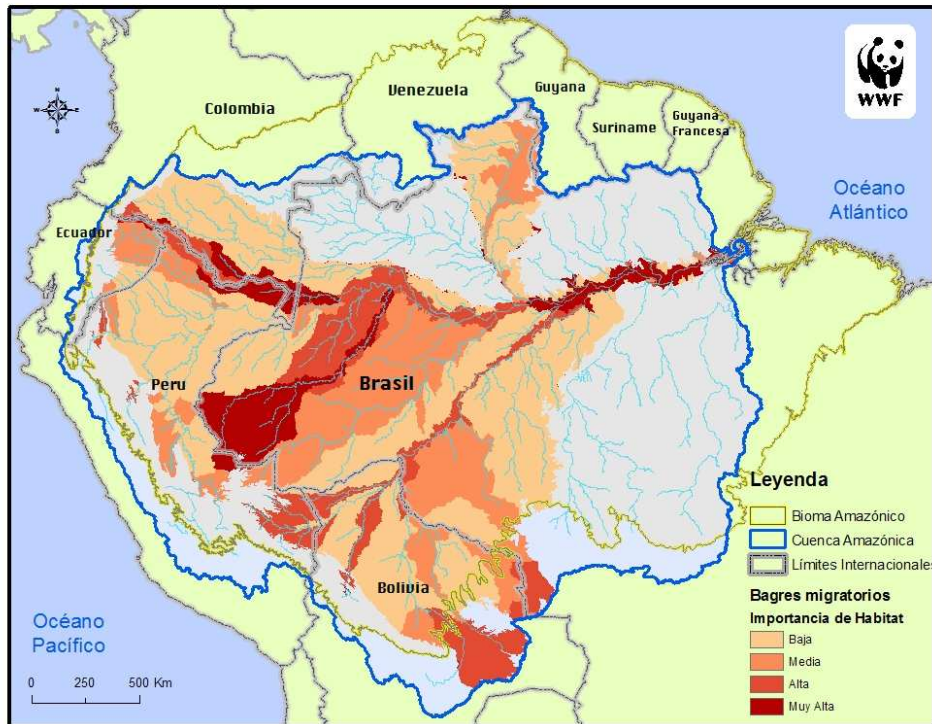 WWF
Venezuela
Guyana
Colombia
Suriname
Guyana
Francesa
Océano
Atlántico
Ecuador
Peru
Brasil
Bolivia
Océano
Pacífico
0 250 500 Km
N
W E
S
Leyenda
Bioma Amazónico
Cuenca Amazónica
Límites Internacionales
Bagres migratorios
Importancia de Habitat
Baja
Media
Alta
Muy Alta